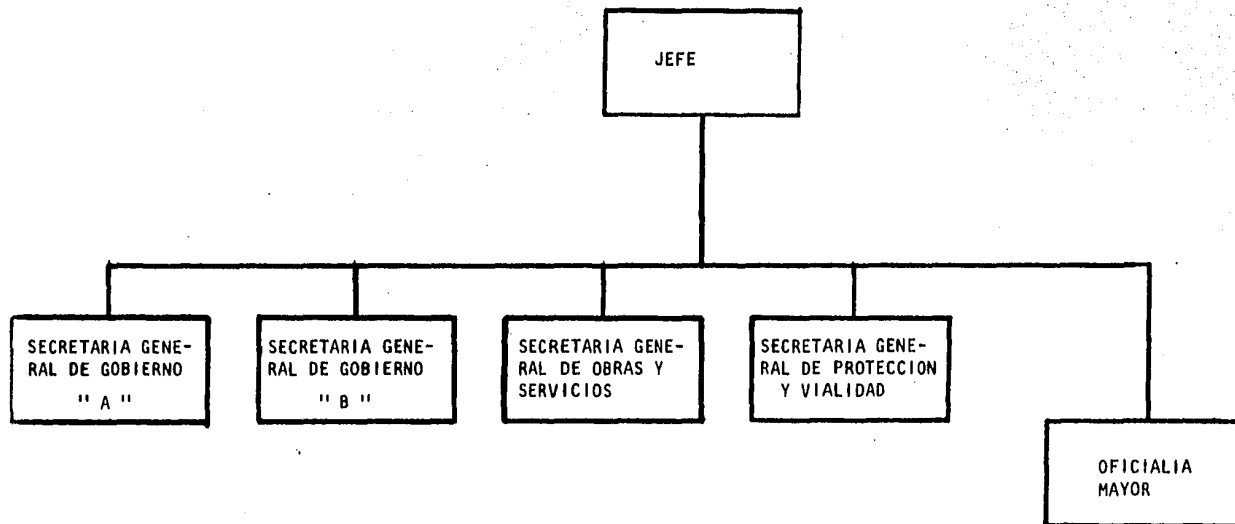 JEFE
SECRETARIA GENE-
RAL DE GOBIERNO
" A "
SECRETARIA GENE-
RAL DE GOBIERNO
" B "
SECRETARIA GENE-
RAL DE OBRAS Y
SERVICIOS
SECRETARIA GENE-
RAL DE PROTECCION
Y VIALIDAD
OFICIALIA
MAYOR